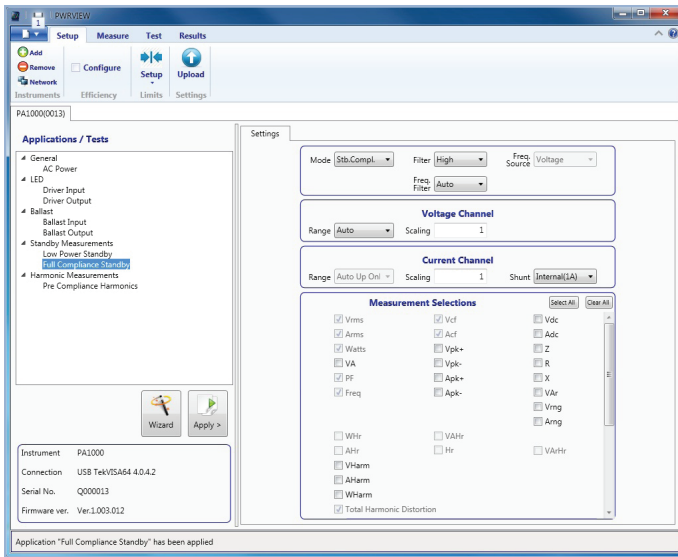 PWRVIEW
1
Setup Measure Test Results
Add
Remove
Network
Configure
Setup
Upload
Instruments Efficiency Limits Settings
PA1000(0013)
Applications / Tests
General
AC Power
LED
Driver Input
Driver Output
Ballast
Ballast Input
Ballast Output
Standby Measurements
Low Power Standby
Full Compliance Standby
Harmonic Measurements
Pre Compliance Harmonics
Wizard
Apply >
Instrument PA1000
Connection USB TekVISA64 4.0.4.2
Serial No. Q000013
Firmware ver. Ver.1.003.012
Settings
Mode Stb.Compl. Filter High Freq. Source Voltage
Freq. Filter Auto
Voltage Channel
Range Auto Scaling 1
Current Channel
Range Auto Up Onl Scaling 1 Shunt Internal(1A)
Measurement Selections Select All Clear All
Vrms Vcf Vdc
Arms Acf Adc
Watts Vpk+ Z
VA Vpk- R
PF Apk+ X
Freq Apk- VAr
Vrng
Arng
WHr VAHr
AHr Hr VArHr
VHarm
AHarm
WHarm
Total Harmonic Distortion
Application "Full Compliance Standby" has been applied